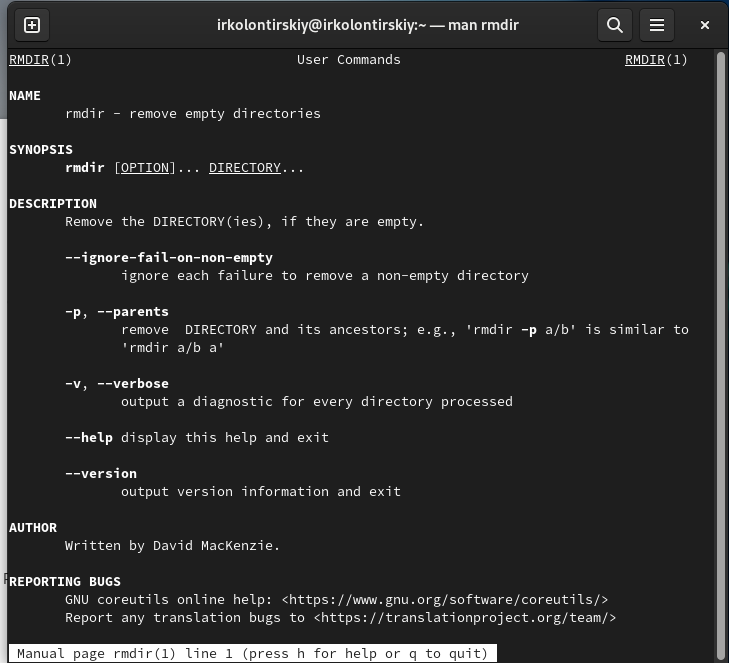 irkolontirskiy@irkolontirskiy:~ — man rmdir
RMDIR(1) User Commands RMDIR(1)
NAME
rmdir - remove empty directories
SYNOPSIS
rmdir [OPTION]... DIRECTORY...
DESCRIPTION
Remove the DIRECTORY(ies), if they are empty.
--ignore-fail-on-non-empty
ignore each failure to remove a non-empty directory
-p, --parents
remove  DIRECTORY and its ancestors; e.g., 'rmdir -p a/b' is similar to
'rmdir a/b a'
-v, --verbose
output a diagnostic for every directory processed
--help display this help and exit
--version
output version information and exit
AUTHOR
Written by David MacKenzie.
REPORTING BUGS
GNU coreutils online help: <https://www.gnu.org/software/coreutils/>
Report any translation bugs to <https://translationproject.org/team/>
Manual page rmdir(1) line 1 (press h for help or q to quit)